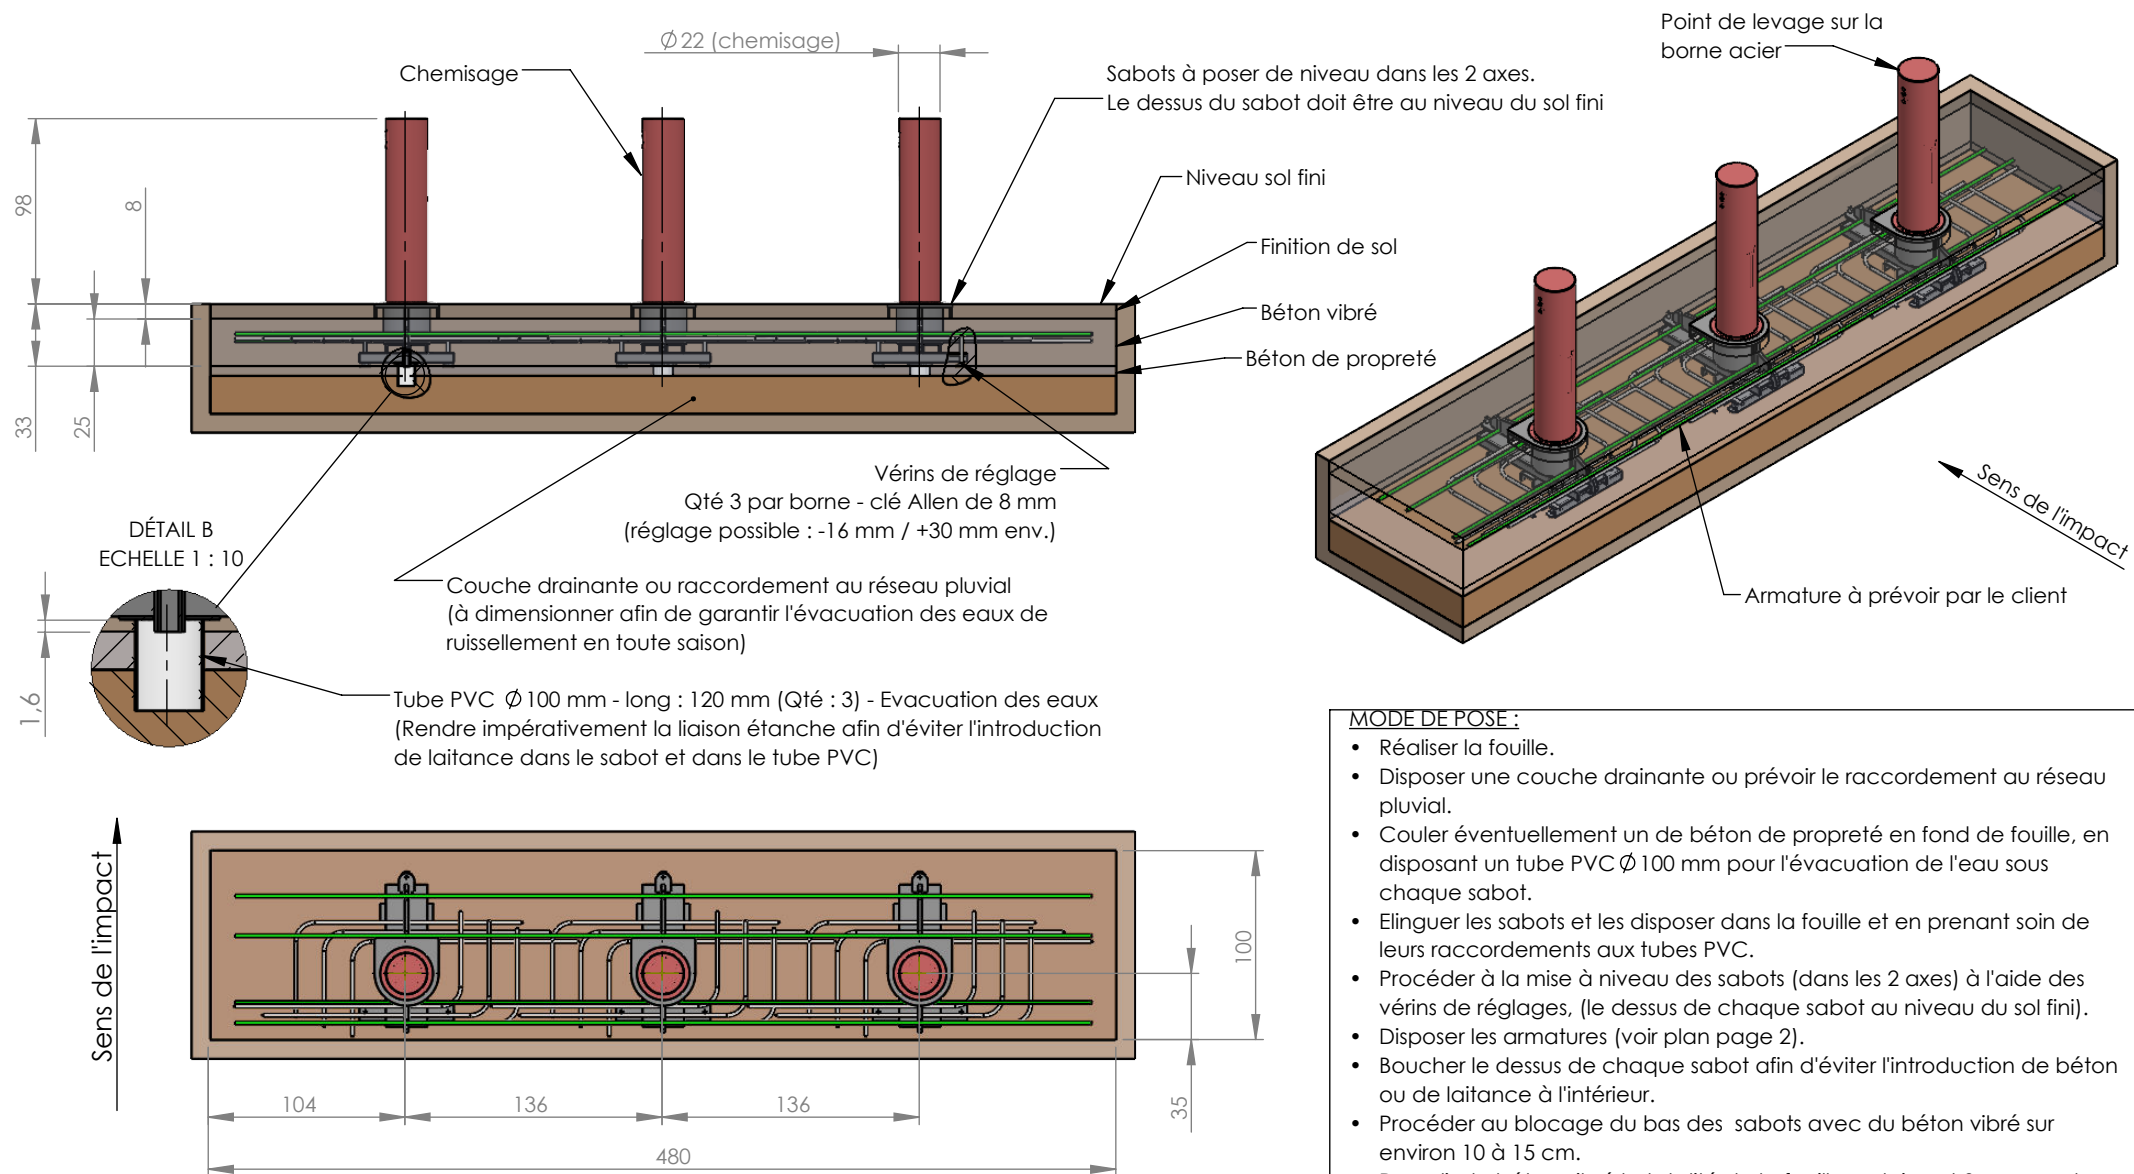 Ø22 (chemisage)
Chemisage
Sabots à poser de niveau dans les 2 axes.
Le dessus du sabot doit être au niveau du sol fini
Point de levage sur la
borne acier
Niveau sol fini
Finition de sol
Béton vibré
Béton de propreté
98
8
33
25
Vérins de réglage
Qté 3 par borne - clé Allen de 8 mm
(réglage possible : -16 mm / +30 mm env.)
Sens de l'impact
Armature à prévoir par le client
DÉTAIL B
ECHELLE 1 : 10
1,6
Couche drainante ou raccordement au réseau pluvial
(à dimensionner afin de garantir l'évacuation des eaux de
ruissellement en toute saison)
Tube PVC Ø 100 mm - long : 120 mm (Qté : 3) - Evacuation des eaux
(Rendre impérativement la liaison étanche afin d'éviter l'introduction
de laitance dans le sabot et dans le tube PVC)
Sens de l'impact
100
35
104
136
136
480
MODE DE POSE :
• Réaliser la fouille.
• Disposer une couche drainante ou prévoir le raccordement au réseau
pluvial.
• Couler éventuellement un de béton de propreté en fond de fouille, en
disposant un tube PVC Ø 100 mm pour l'évacuation de l'eau sous
chaque sabot.
• Elinguer les sabots et les disposer dans la fouille et en prenant soin de
leurs raccordements aux tubes PVC.
• Procéder à la mise à niveau des sabots (dans les 2 axes) à l'aide des
vérins de réglages, (le dessus de chaque sabot au niveau du sol fini).
• Disposer les armatures (voir plan page 2).
• Boucher le dessus de chaque sabot afin d'éviter l'introduction de béton
ou de laitance à l'intérieur.
• Procéder au blocage du bas des sabots avec du béton vibré sur
environ 10 à 15 cm.